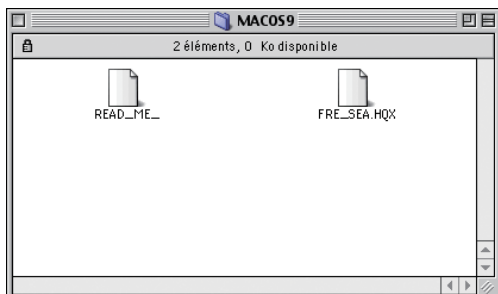 MACOS9
2 éléments, 0 Ko disponible
READ_ME_
FRE_SEA.HQX